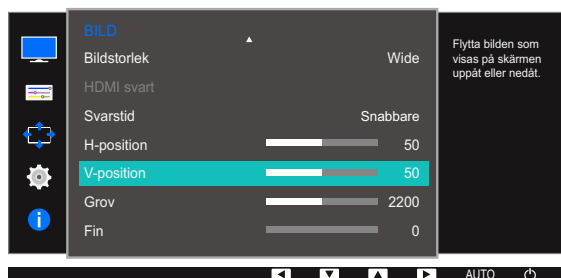 BILD
Bildstorlek Wide
HDMI svart
Svarstid Snabbare
H-position 50
V-position 50
Grov 2200
Fin 0
Flytta bilden som
visas på skärmen
uppåt eller nedåt.
AUTO